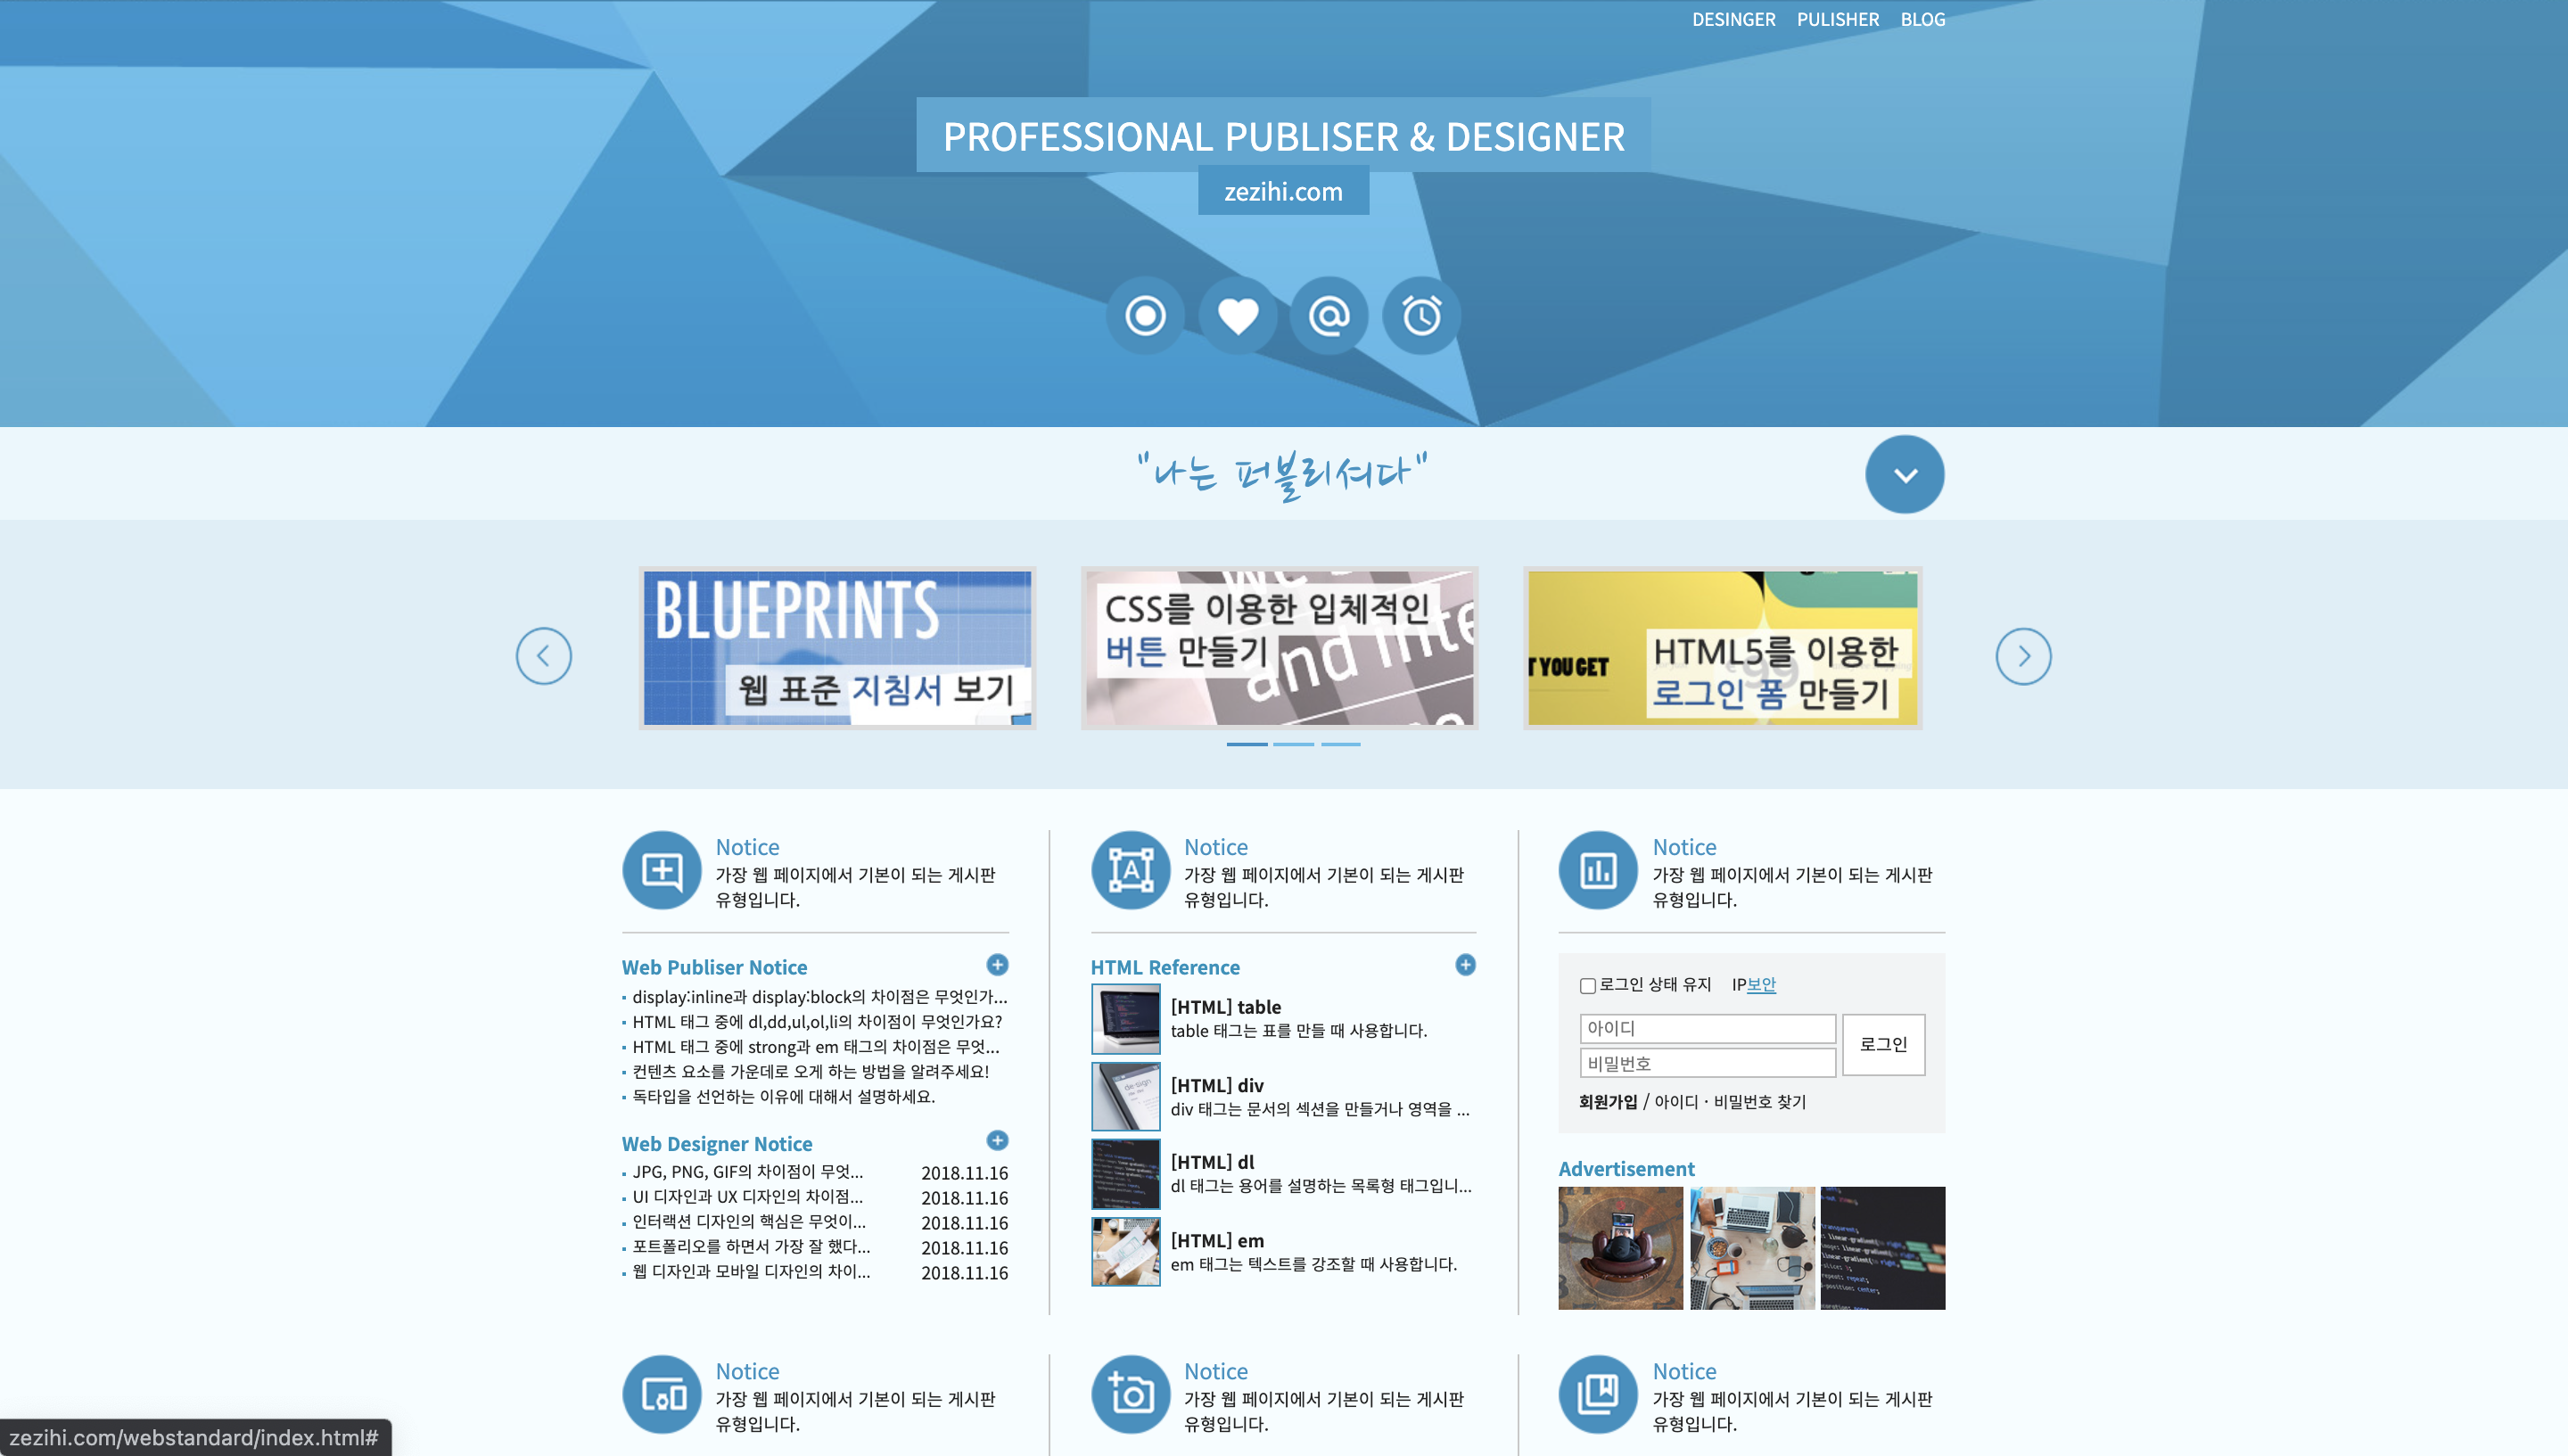 DESINGER PULISHER BLOG
PROFESSIONAL PUBLISER & DESIGNER
zezihi.com
"나는 퍼블리셔다"
BLUEPRINTS
웹 표준 지침서 보기
CSS를 이용한 입체적인
버튼 만들기
and inte
T YOU GET
HTML5를 이용한
99
로그인 폼 만들기
Notice
가장 웹 페이지에서 기본이 되는 게시판
유형입니다.
Web Publiser Notice
display:inline과 display:block의 차이점은 무엇인가...
HTML 태그 중에 dl,dd,ul,ol,li의 차이점이 무엇인가요?
HTML 태그 중에 strong과 em 태그의 차이점은 무엇...
컨텐츠 요소를 가운데로 오게 하는 방법을 알려주세요!
독타입을 선언하는 이유에 대해서 설명하세요.
Web Designer Notice
JPG, PNG, GIF의 차이점이 무엇... 2018.11.16
UI 디자인과 UX 디자인의 차이점... 2018.11.16
인터랙션 디자인의 핵심은 무엇이... 2018.11.16
포트폴리오를 하면서 가장 잘 했다... 2018.11.16
웹 디자인과 모바일 디자인의 차이... 2018.11.16
A
Notice
가장 웹 페이지에서 기본이 되는 게시판
유형입니다.
HTML Reference
[HTML] table
table 태그는 표를 만들 때 사용합니다.
[HTML] div
div 태그는 문서의 섹션을 만들거나 영역을 ...
[HTML] dl
dl 태그는 용어를 설명하는 목록형 태그입니...
[HTML] em
em 태그는 텍스트를 강조할 때 사용합니다.
Notice
가장 웹 페이지에서 기본이 되는 게시판
유형입니다.
로그인 상태 유지 IP보안
아이디
비밀번호
로그인
회원가입 / 아이디 · 비밀번호 찾기
Advertisement
Notice
가장 웹 페이지에서 기본이 되는 게시판
유형입니다.
Notice
가장 웹 페이지에서 기본이 되는 게시판
유형입니다.
Notice
가장 웹 페이지에서 기본이 되는 게시판
유형입니다.
zezihi.com/webstandard/index.html#